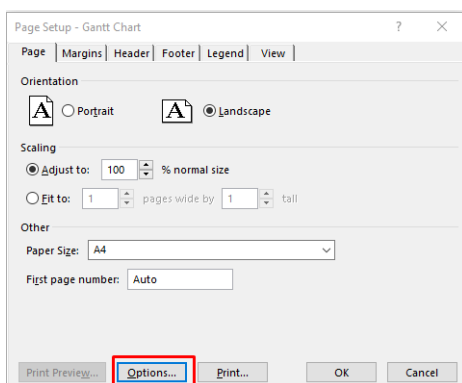 Page Setup - Gantt Chart ? ×
Page Margins Header Footer Legend View
Orientation
A Portrait A Landscape
Scaling
Adjust to: 100 % normal size
Fit to: 1 pages wide by 1 tall
Other
Paper Size: A4
First page number: Auto
Print Preview... Options... Print... OK Cancel